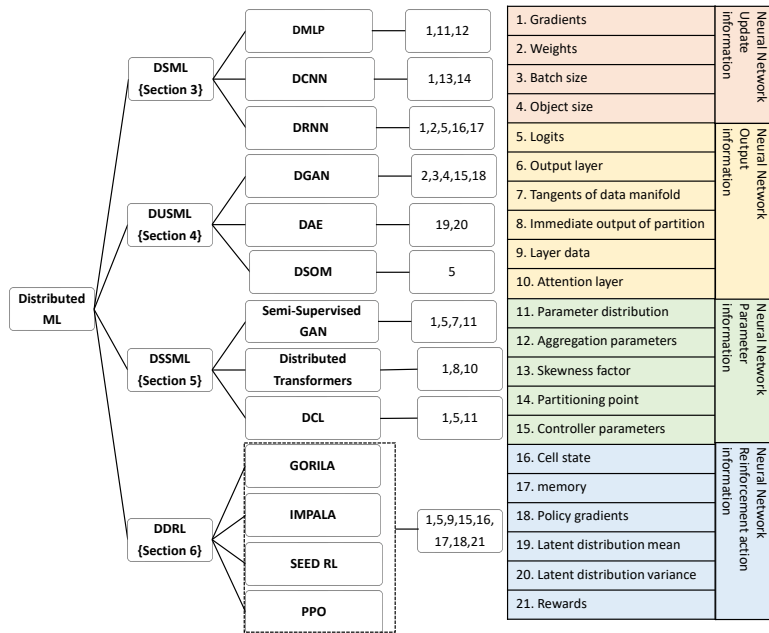 Distributed
ML
DSML
{Section 3}
DUSML
{Section 4}
DSSML
{Section 5}
DDRL
{Section 6}
DMLP
DCNN
DRNN
DGAN
DAE
DSOM
Semi-Supervised
GAN
Distributed
Transformers
DCL
GORILA
IMPALA
SEED RL
PPO
1,11,12
1,13,14
1,2,5,16,17
2,3,4,15,18
19,20
5
1,5,7,11
1,8,10
1,5,11
1,5,9,15,16,
17,18,21
1. Gradients
2. Weights
3. Batch size
4. Object size
5. Logits
6. Output layer
7. Tangents of data manifold
8. Immediate output of partition
9. Layer data
10. Attention layer
11. Parameter distribution
12. Aggregation parameters
13. Skewness factor
14. Partitioning point
15. Controller parameters
16. Cell state
17. memory
18. Policy gradients
19. Latent distribution mean
20. Latent distribution variance
21. Rewards
Neural Network
Update
information
Neural Network
Output
information
Neural Network
Parameter
information
Neural Network
Reinforcement action
information